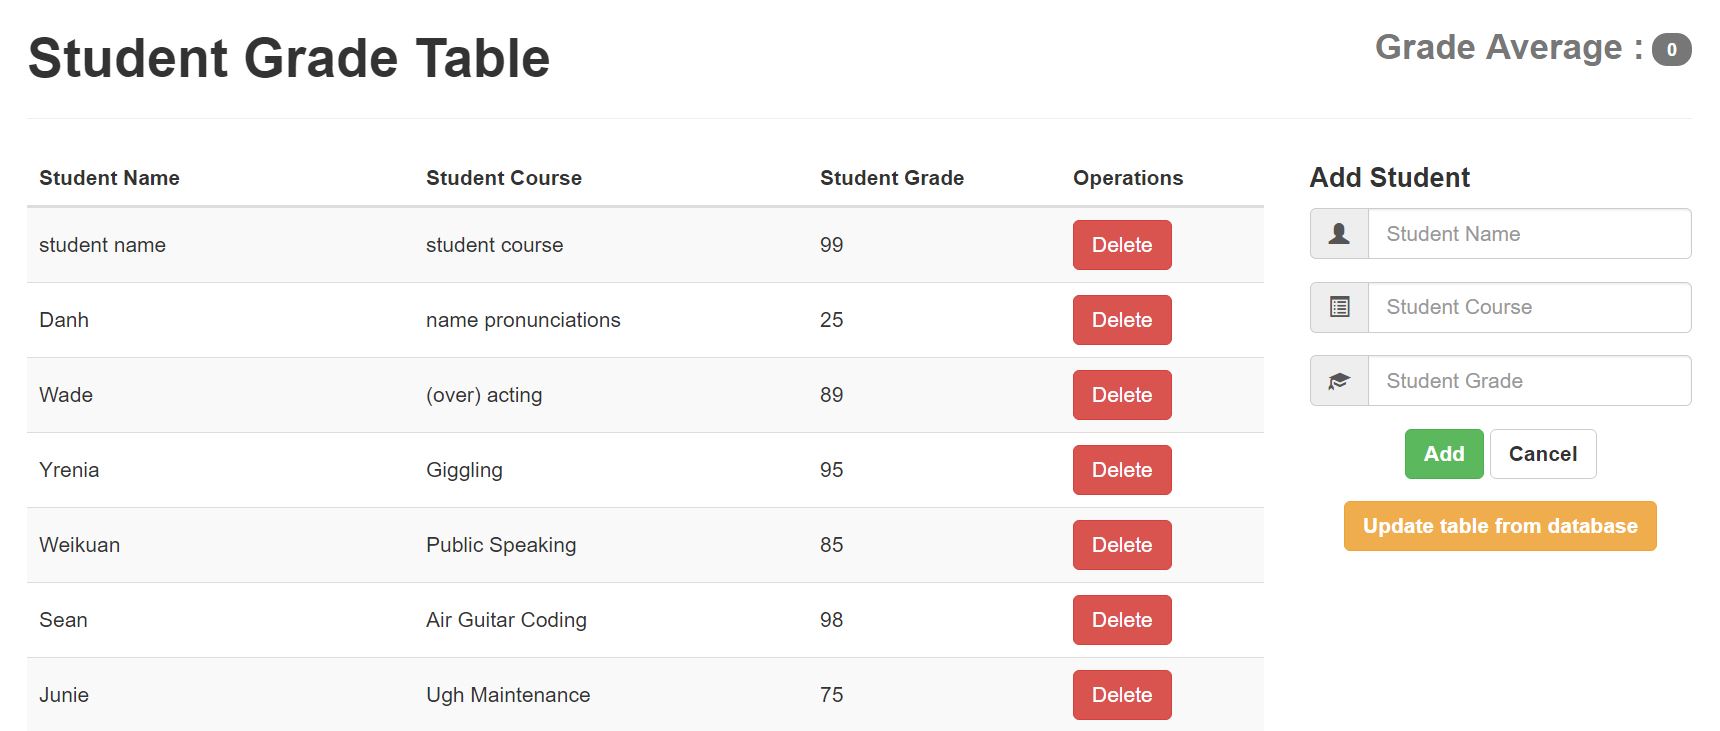 Student Grade Table
Grade Average : 0
Student Name Student Course Student Grade Operations
student name student course 99 Delete
Danh name pronunciations 25 Delete
Wade (over) acting 89 Delete
Yrenia Giggling 95 Delete
Weikuan Public Speaking 85 Delete
Sean Air Guitar Coding 98 Delete
Junie Ugh Maintenance 75 Delete
Add Student
Student Name
Student Course
Student Grade
Add Cancel
Update table from database